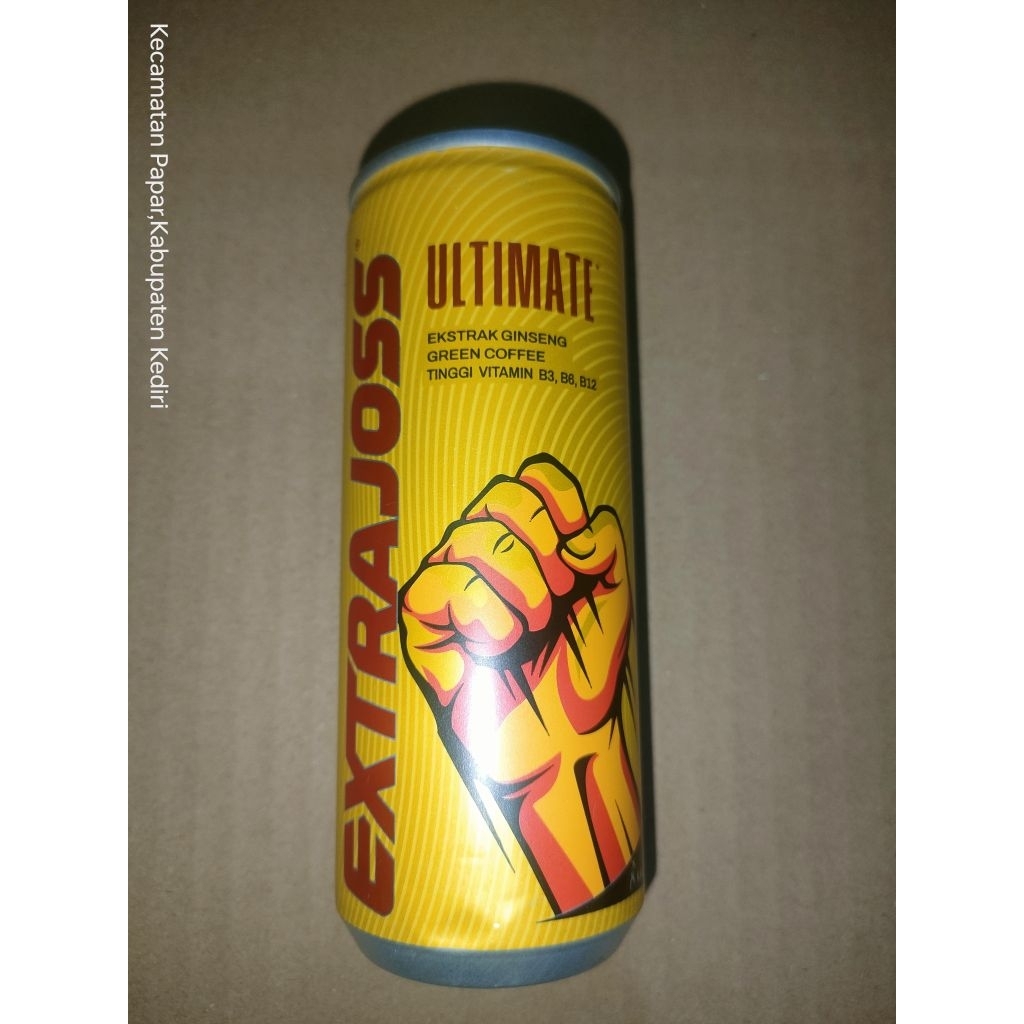 Kecamatan Papar,Kabupaten Kediri
EXTRAJOSS
ULTIMATE
EKSTRAK GINSENG
GREEN COFFEE
TINGGI VITAMIN B3, B6, B12